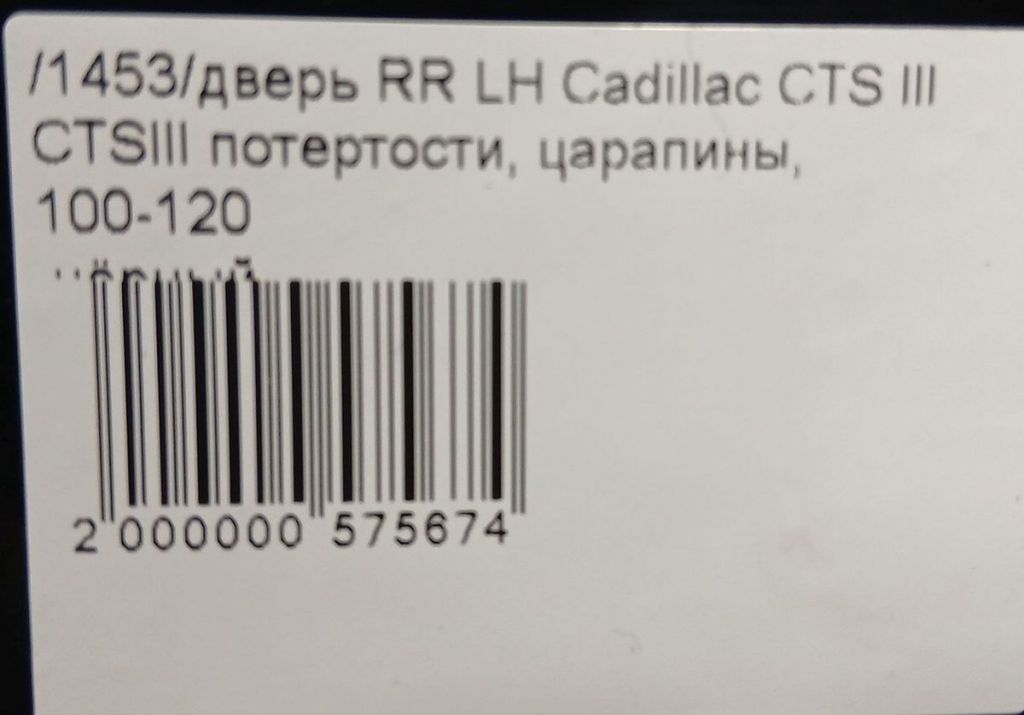 /1453/дверь RR LH Cadillac CTS III
CTSIII потертости, царапины,
100-120
2 000000 575674